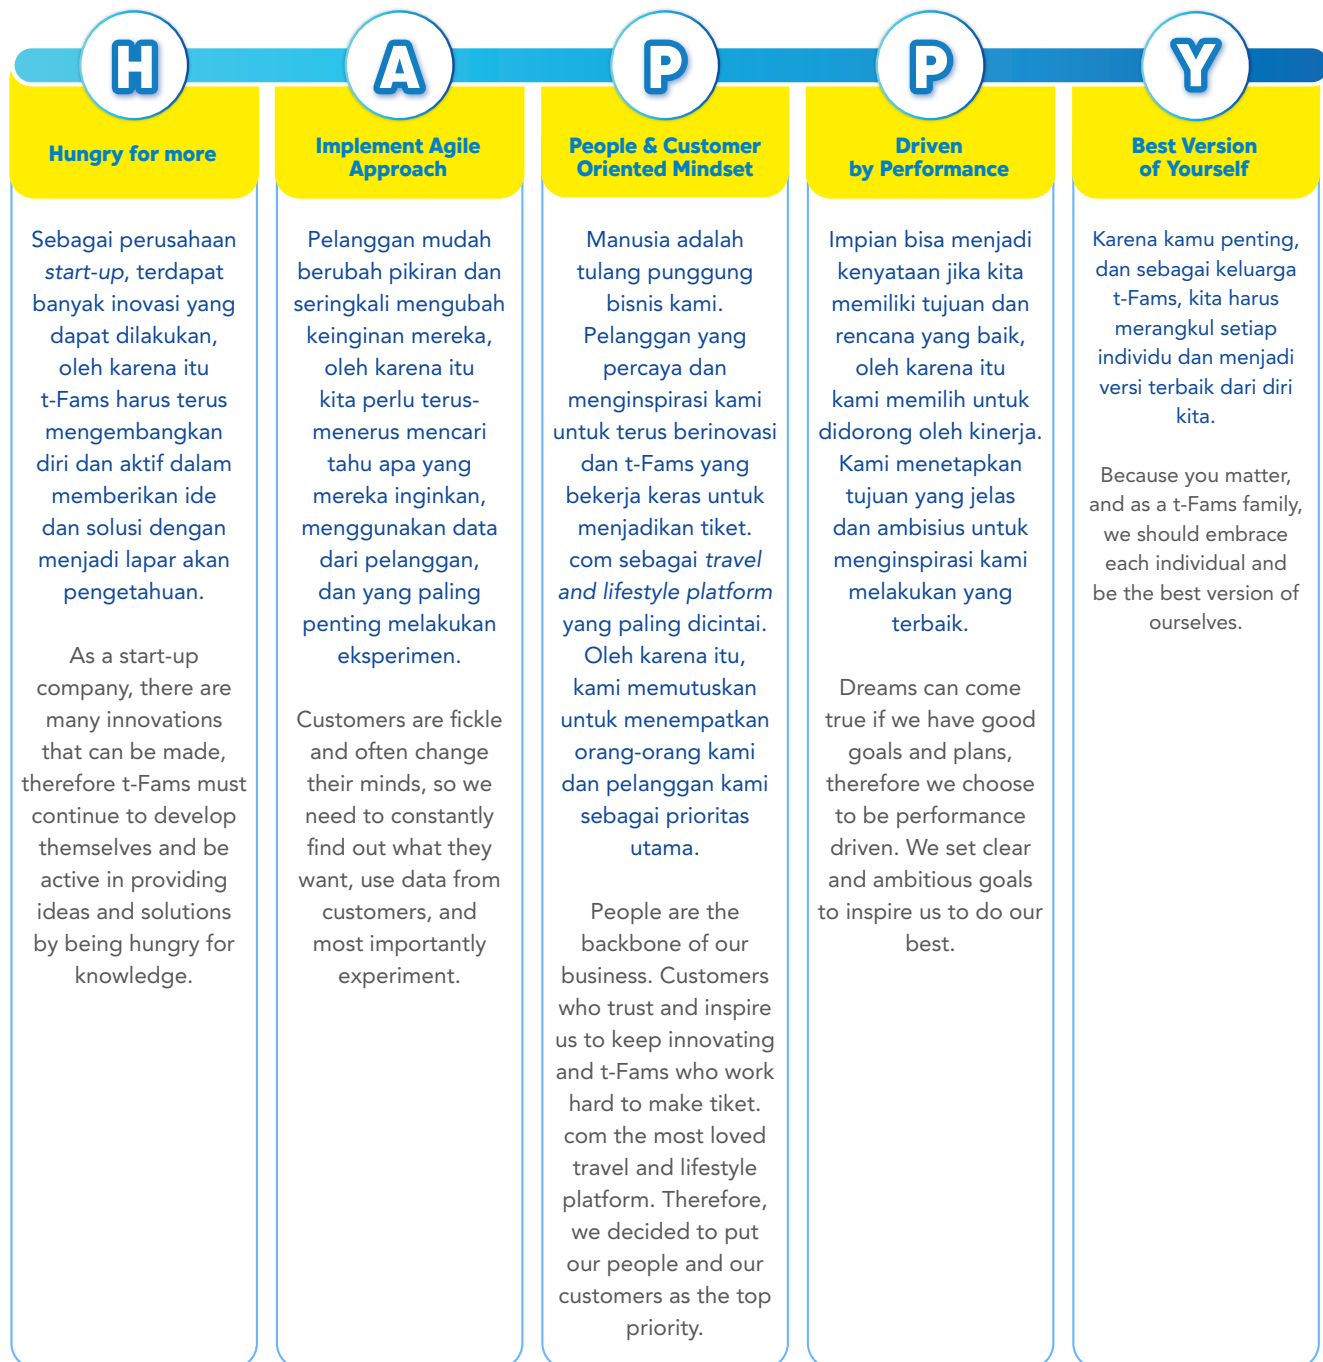 H
Hungry for more
Sebagai perusahaan
start-up, terdapat
banyak inovasi yang
dapat dilakukan,
oleh karena itu
t-Fams harus terus
mengembangkan
diri dan aktif dalam
memberikan ide
dan solusi dengan
menjadi lapar akan
pengetahuan.
As a start-up
company, there are
many innovations
that can be made,
therefore t-Fams must
continue to develop
themselves and be
active in providing
ideas and solutions
by being hungry for
knowledge.
A
Implement Agile
Approach
Pelanggan mudah
berubah pikiran dan
seringkali mengubah
keinginan mereka,
oleh karena itu
kita perlu terus-
menerus mencari
tahu apa yang
mereka inginkan,
menggunakan data
dari pelanggan,
dan yang paling
penting melakukan
eksperimen.
Customers are fickle
and often change
their minds, so we
need to constantly
find out what they
want, use data from
customers, and
most importantly
experiment.
P
People & Customer
Oriented Mindset
Manusia adalah
tulang punggung
bisnis kami.
Pelanggan yang
percaya dan
menginspirasi kami
untuk terus berinovasi
dan t-Fams yang
bekerja keras untuk
menjadikan tiket.
com sebagai travel
and lifestyle platform
yang paling dicintai.
Oleh karena itu,
kami memutuskan
untuk menempatkan
orang-orang kami
dan pelanggan kami
sebagai prioritas
utama.
People are the
backbone of our
business. Customers
who trust and inspire
us to keep innovating
and t-Fams who work
hard to make tiket.
com the most loved
travel and lifestyle
platform. Therefore,
we decided to put
our people and our
customers as the top
priority.
P
Driven
by Performance
Impian bisa menjadi
kenyataan jika kita
memiliki tujuan dan
rencana yang baik,
oleh karena itu
kami memilih untuk
didorong oleh kinerja.
Kami menetapkan
tujuan yang jelas
dan ambisius untuk
menginspirasi kami
melakukan yang
terbaik.
Dreams can come
true if we have good
goals and plans,
therefore we choose
to be performance
driven. We set clear
and ambitious goals
to inspire us to do our
best.
Y
Best Version
of Yourself
Karena kamu penting,
dan sebagai keluarga
t-Fams, kita harus
merangkul setiap
individu dan menjadi
versi terbaik dari diri
kita.
Because you matter,
and as a t-Fams family,
we should embrace
each individual and
be the best version of
ourselves.